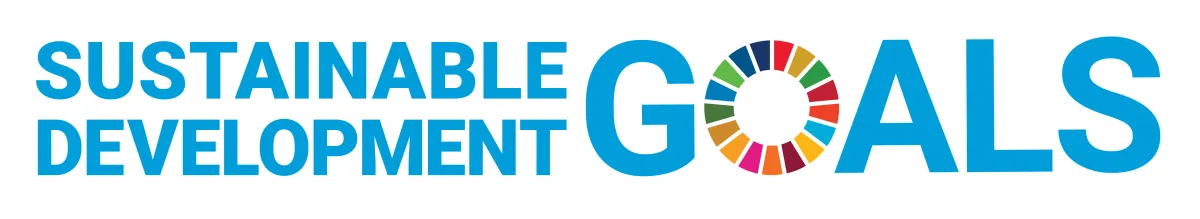 SUSTAINABLE
DEVELOPMENT
GOALS